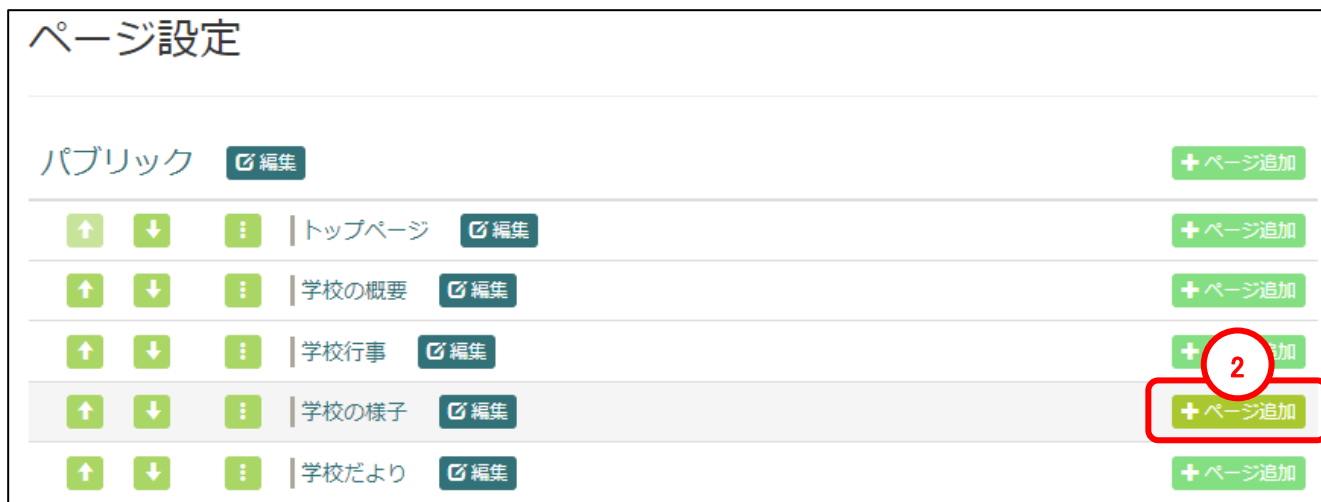 ページ設定
パブリック 編集 ページ追加
トップページ 編集 ページ追加
学校の概要 編集 ページ追加
学校行事 編集 追加
2
学校の様子 編集 ページ追加
学校だより 編集 ページ追加